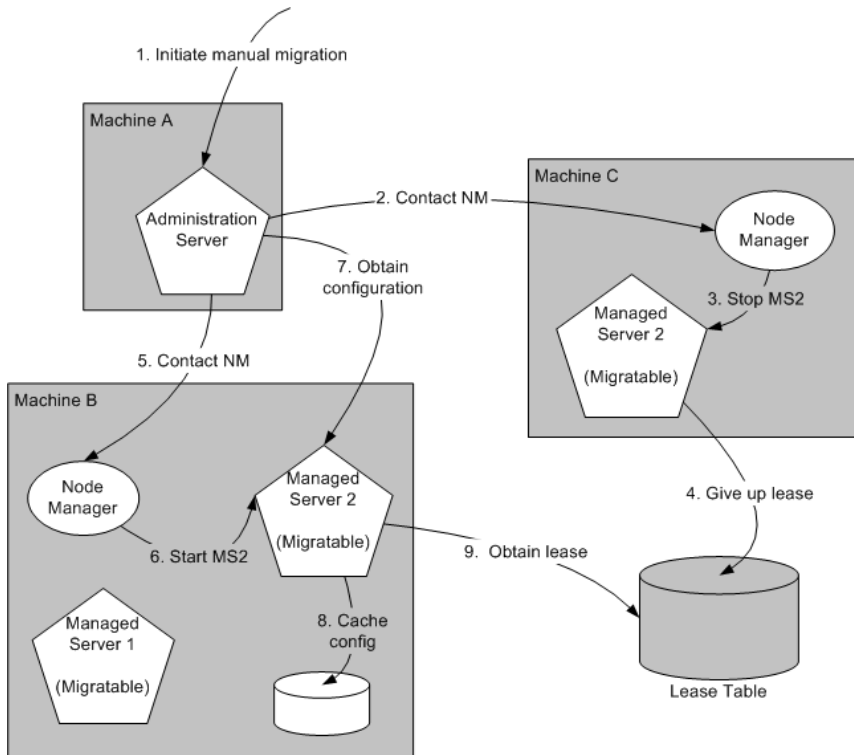 1. Initiate manual migration
Machine A
Administration
Server
2. Contact NM
Machine C
Node
Manager
3. Stop MS2
Managed
Server 2
(Migratable)
7. Obtain
configuration
5. Contact NM
Machine B
Node
Manager
6. Start MS2
Managed
Server 2
(Migratable)
4. Give up lease
9. Obtain lease
8. Cache
config
Managed
Server 1
(Migratable)
Lease Table